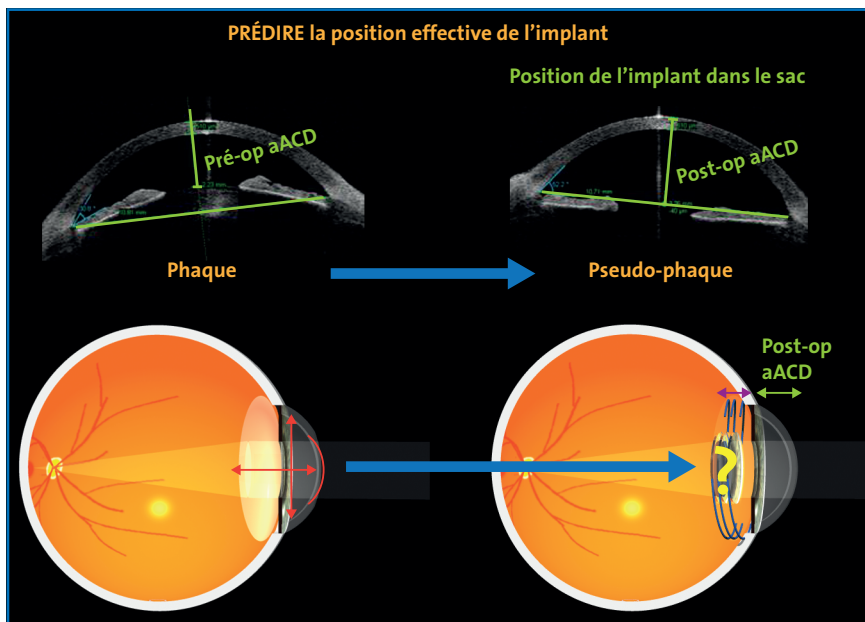 PRÉDIRE la position effective de l’implant
Position de l’implant dans le sac
Pré-op aACD
Post-op aACD
Phaque
Pseudo-phaque
Post-op
aACD
?